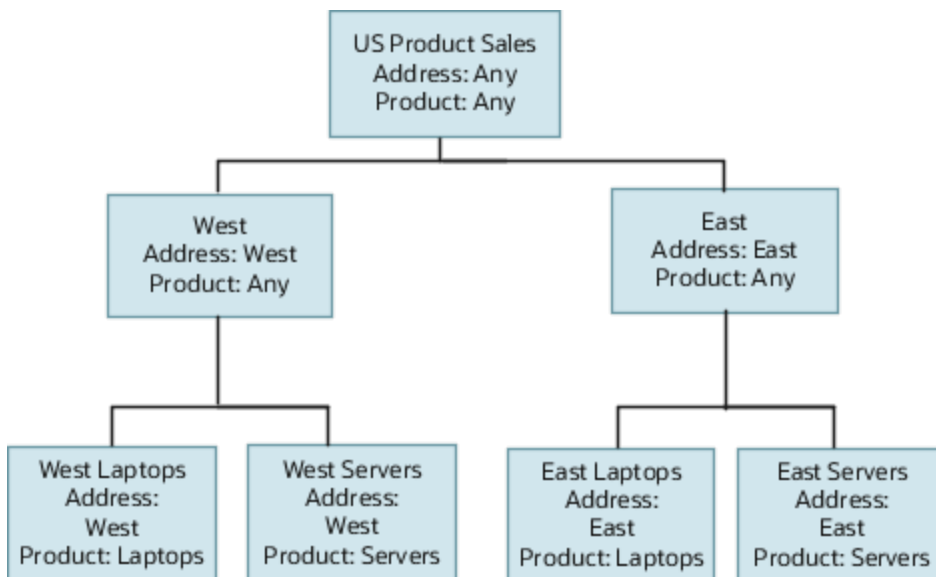 US Product Sales
Address: Any
Product: Any
West
Address: West
Product: Any
East
Address: East
Product: Any
West Laptops
Address:
West
Product: Laptops
West Servers
Address:
West
Product: Servers
East Laptops
Address:
East
Product: Laptops
East Servers
Address:
East
Product: Servers